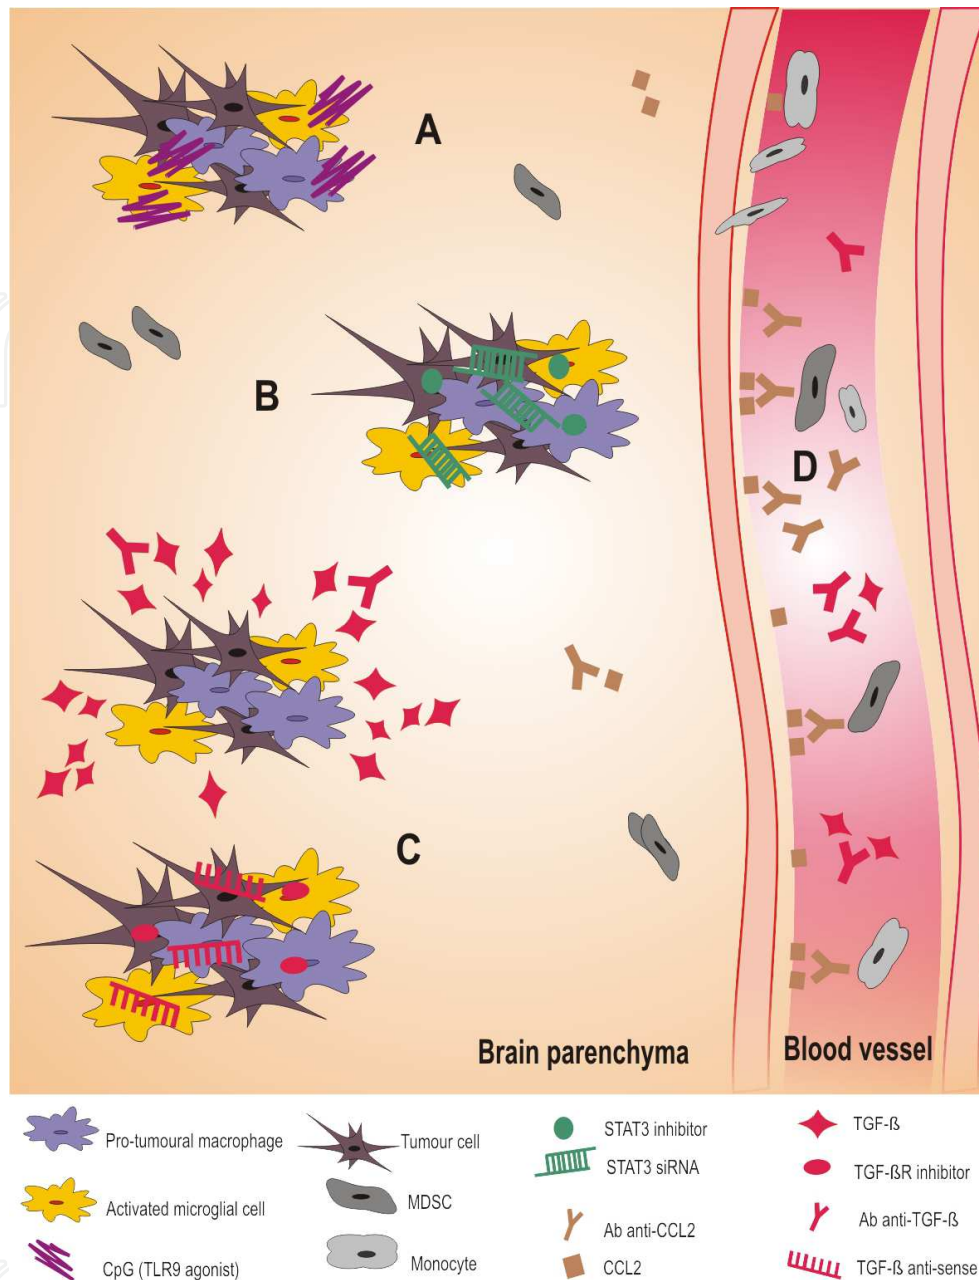 A
B
D
C
Brain parenchyma
Blood vessel
Pro-tumoural macrophage
Tumour cell
STAT3 inhibitor
TGF-ß
STAT3 siRNA
TGF-ßR inhibitor
Activated microglial cell
MDSC
Ab anti-CCL2
Ab anti-TGF-ß
CpG (TLR9 agonist)
Monocyte
CCL2
TGF-ß anti-sense